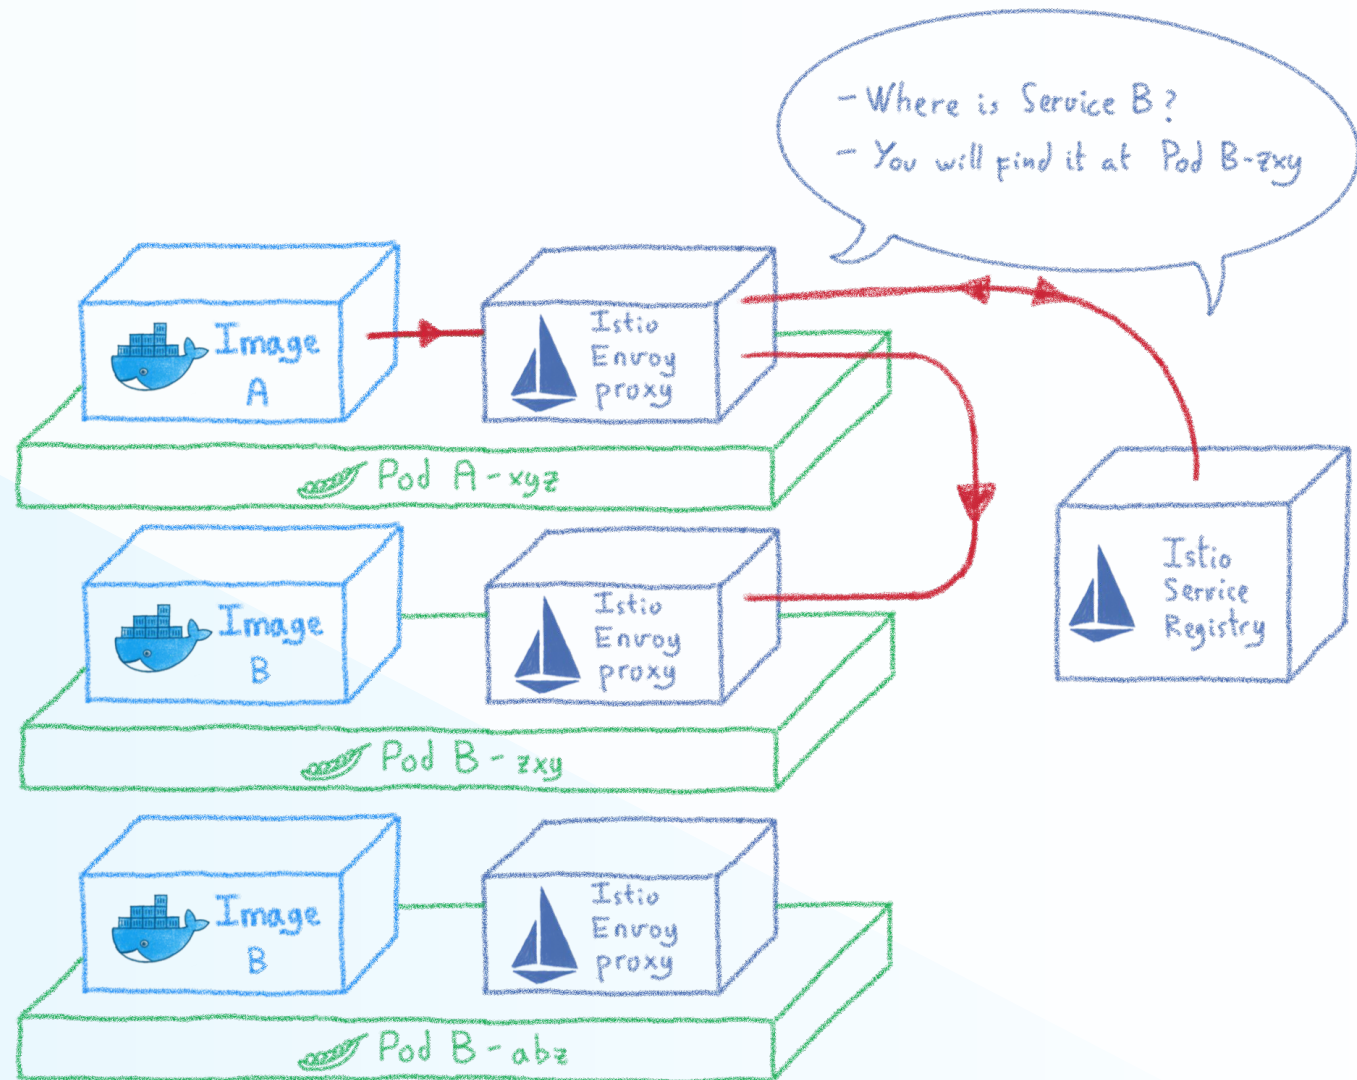 - Where is Service B?
- You will find it at Pod B-zxy
Image
A
Istio
Envoy
proxy
Pod A-xyz
Image
B
Istio
Envoy
proxy
Pod B-zxy
Istio
Service
Registry
Image
B
Istio
Envoy
proxy
Pod B-abz